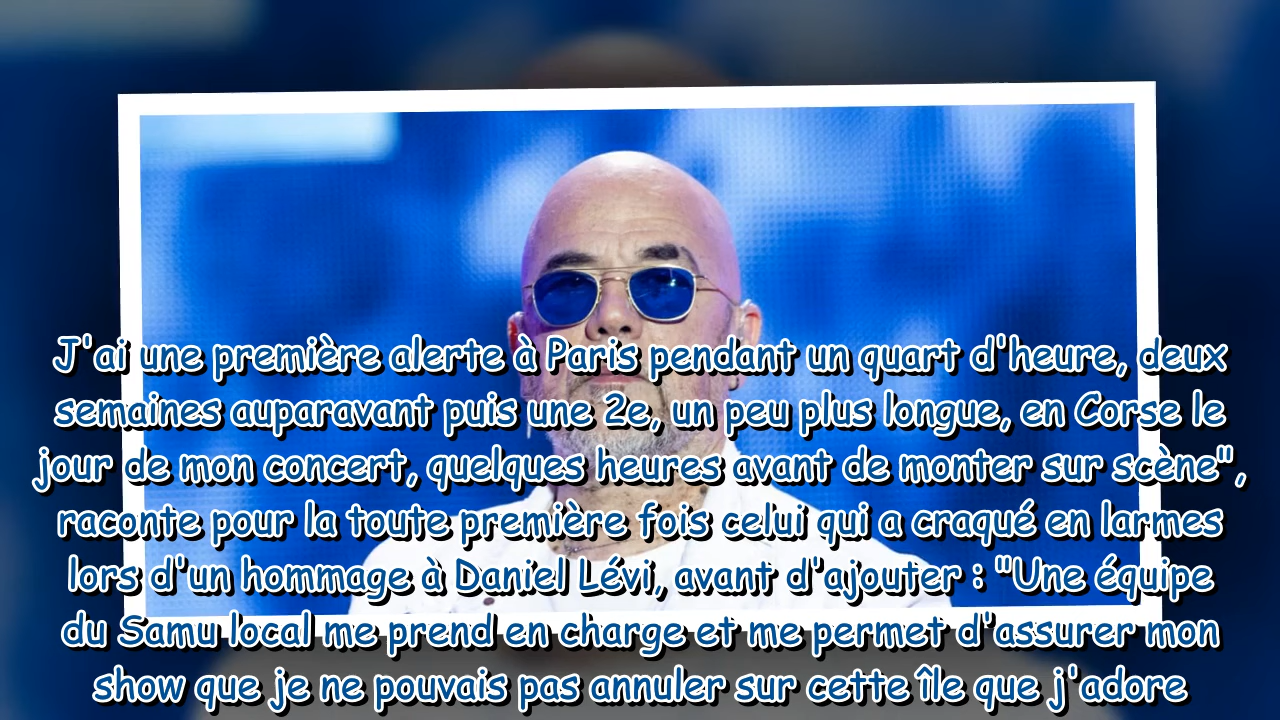 J'ai une première alerte à Paris pendant un quart d'heure, deux
semaines auparavant puis une 2e, un peu plus longue, en Corse le
jour de mon concert, quelques heures avant de monter sur scène",
raconte pour la toute première fois celui qui a craqué en larmes
lors d'un hommage à Daniel Lévi, avant d'ajouter : "Une équipe
du Samu local me prend en charge et me permet d'assurer mon
show que je ne pouvais pas annuler sur cette île que j'adore